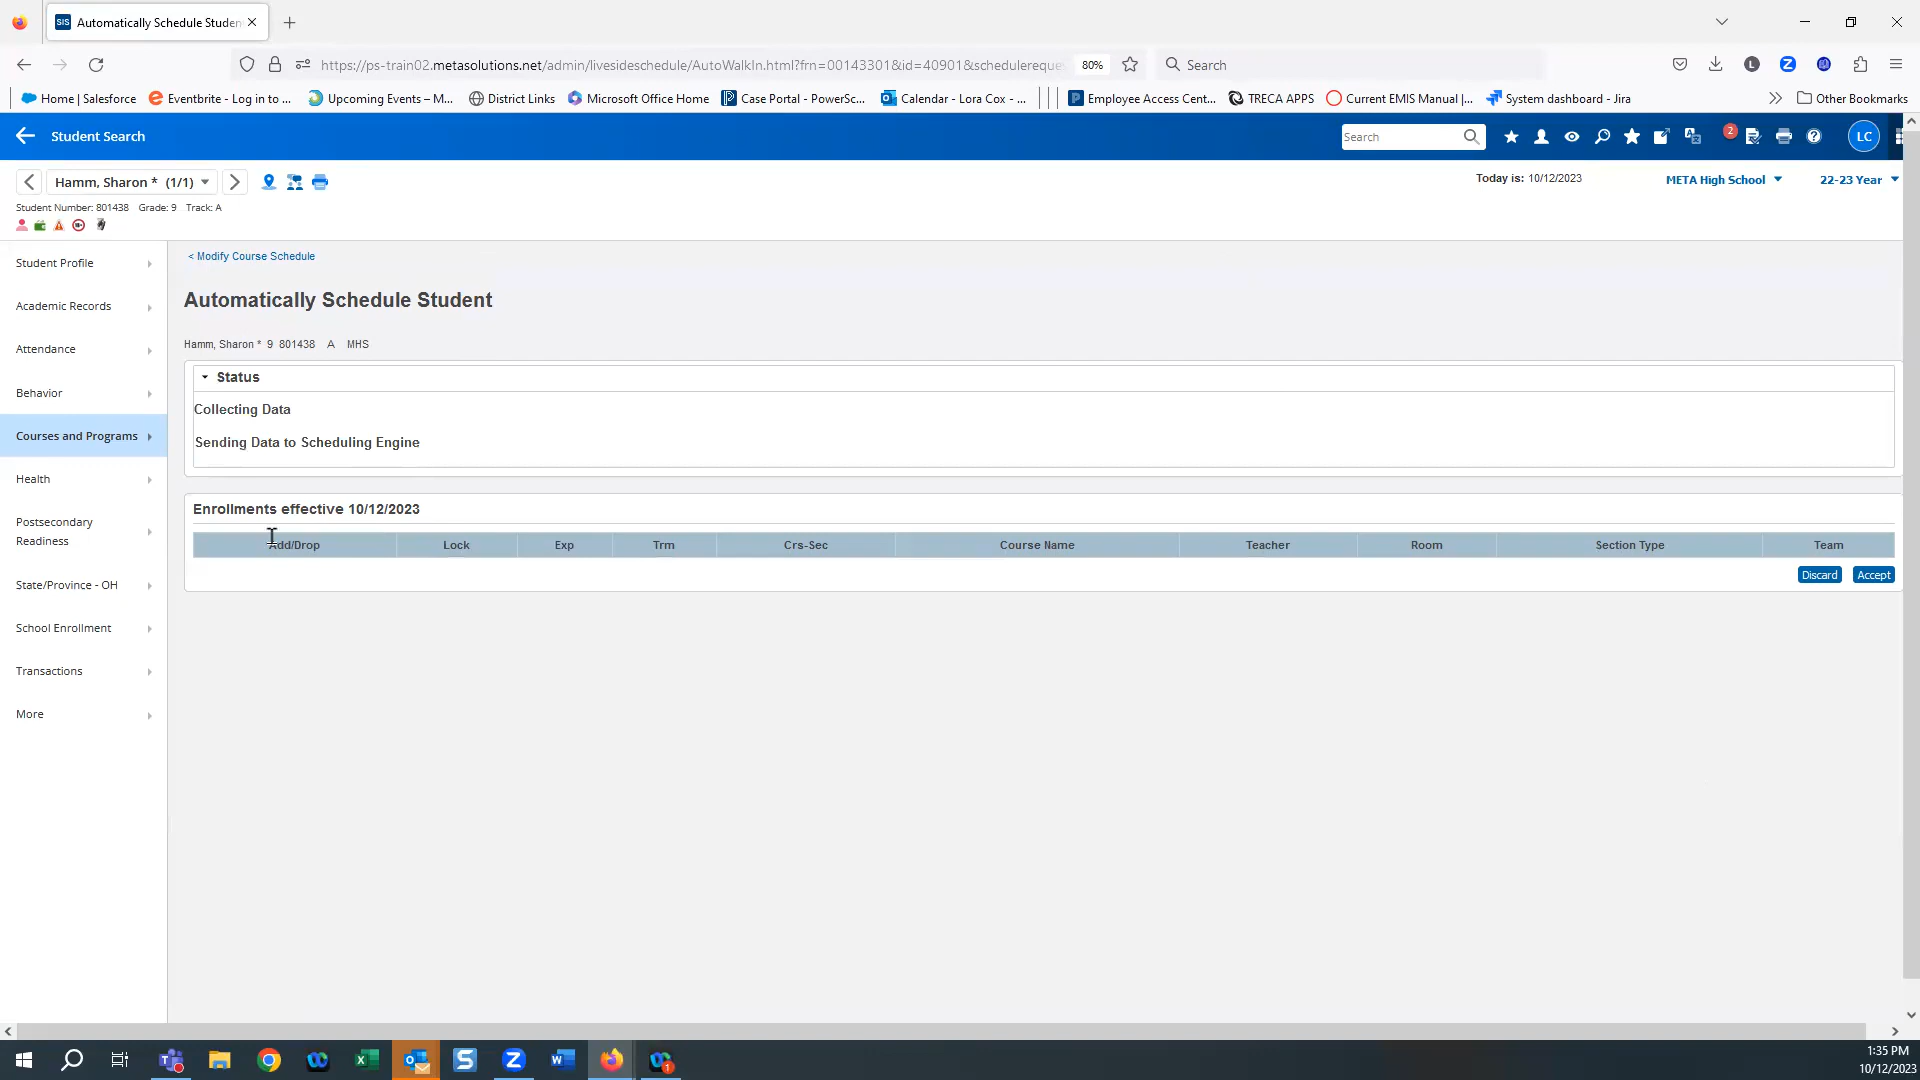 SIS Automatically Schedule Studen
https://ps-train02.metasolutions.net/admin/livesideschedule/AutoWalkIn.html?frn=00143301&id=40901&schedulereque 80% Search
Home | Salesforce Eventbrite - Log in to ... Upcoming Events – M... District Links Microsoft Office Home Case Portal - PowerSc... Calendar - Lora Cox - ... Employee Access Cent... TRECA APPS Current EMIS Manual |... System dashboard - Jira Other Bookmarks
Student Search Search 2 LC
Hamm, Sharon * (1/1) Today is: 10/12/2023 META High School 22-23 Year
Student Number: 801438 Grade: 9 Track: A
Student Profile
Academic Records
Attendance
Behavior
Courses and Programs
Health
Postsecondary
Readiness
State/Province - OH
School Enrollment
Transactions
More
< Modify Course Schedule
Automatically Schedule Student
Hamm, Sharon * 9 801438 A MHS
Status
Collecting Data
Sending Data to Scheduling Engine
Enrollments effective 10/12/2023
Add/Drop Lock Exp Trm Crs-Sec Course Name Teacher Room Section Type Team
Discard Accept
1:35 PM
10/12/2023